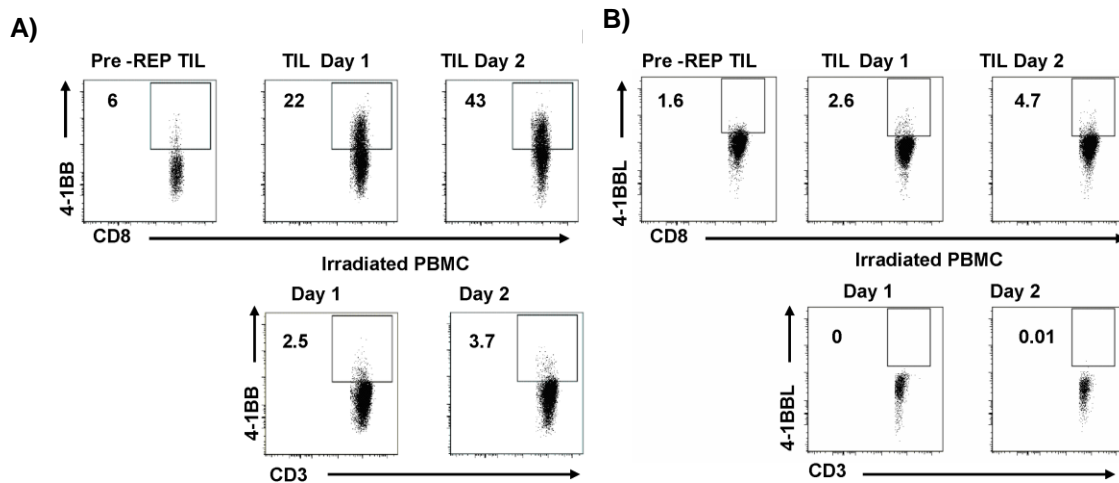 A)
Pre -REP TIL
TIL Day 1
TIL Day 2
6
22
43
4-1BB
CD8
Irradiated PBMC
Day 1
Day 2
2.5
3.7
4-1BB
CD3
B)
Pre -REP TIL
TIL Day 1
TIL Day 2
1.6
2.6
4.7
4-1BBL
CD8
Irradiated PBMC
Day 1
Day 2
0
0.01
4-1BBL
CD3